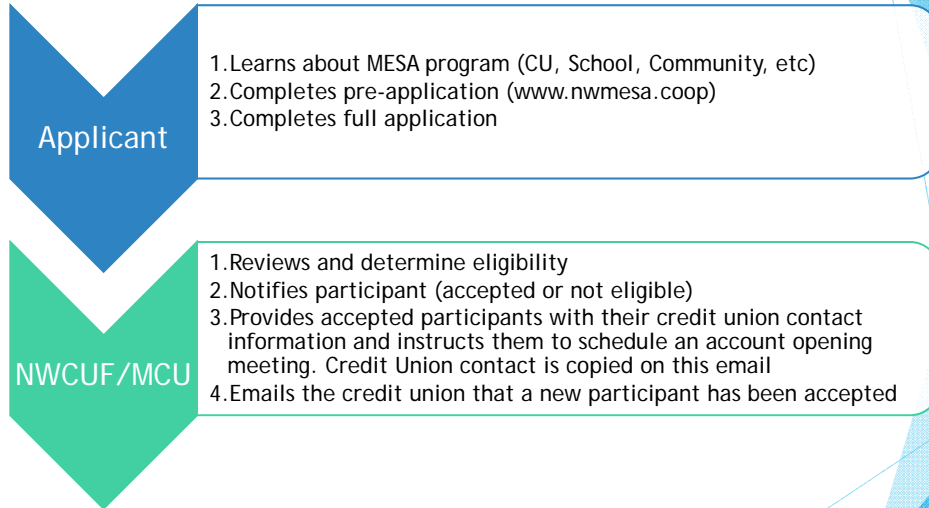 Applicant
1.Learns about MESA program (CU, School, Community, etc)
2.Completes pre-application (www.nwmesa.coop)
3.Completes full application
NWCUF/MCU
1.Reviews and determine eligibility
2.Notifies participant (accepted or not eligible)
3.Provides accepted participants with their credit union contact
information and instructs them to schedule an account opening
meeting. Credit Union contact is copied on this email
4.Emails the credit union that a new participant has been accepted